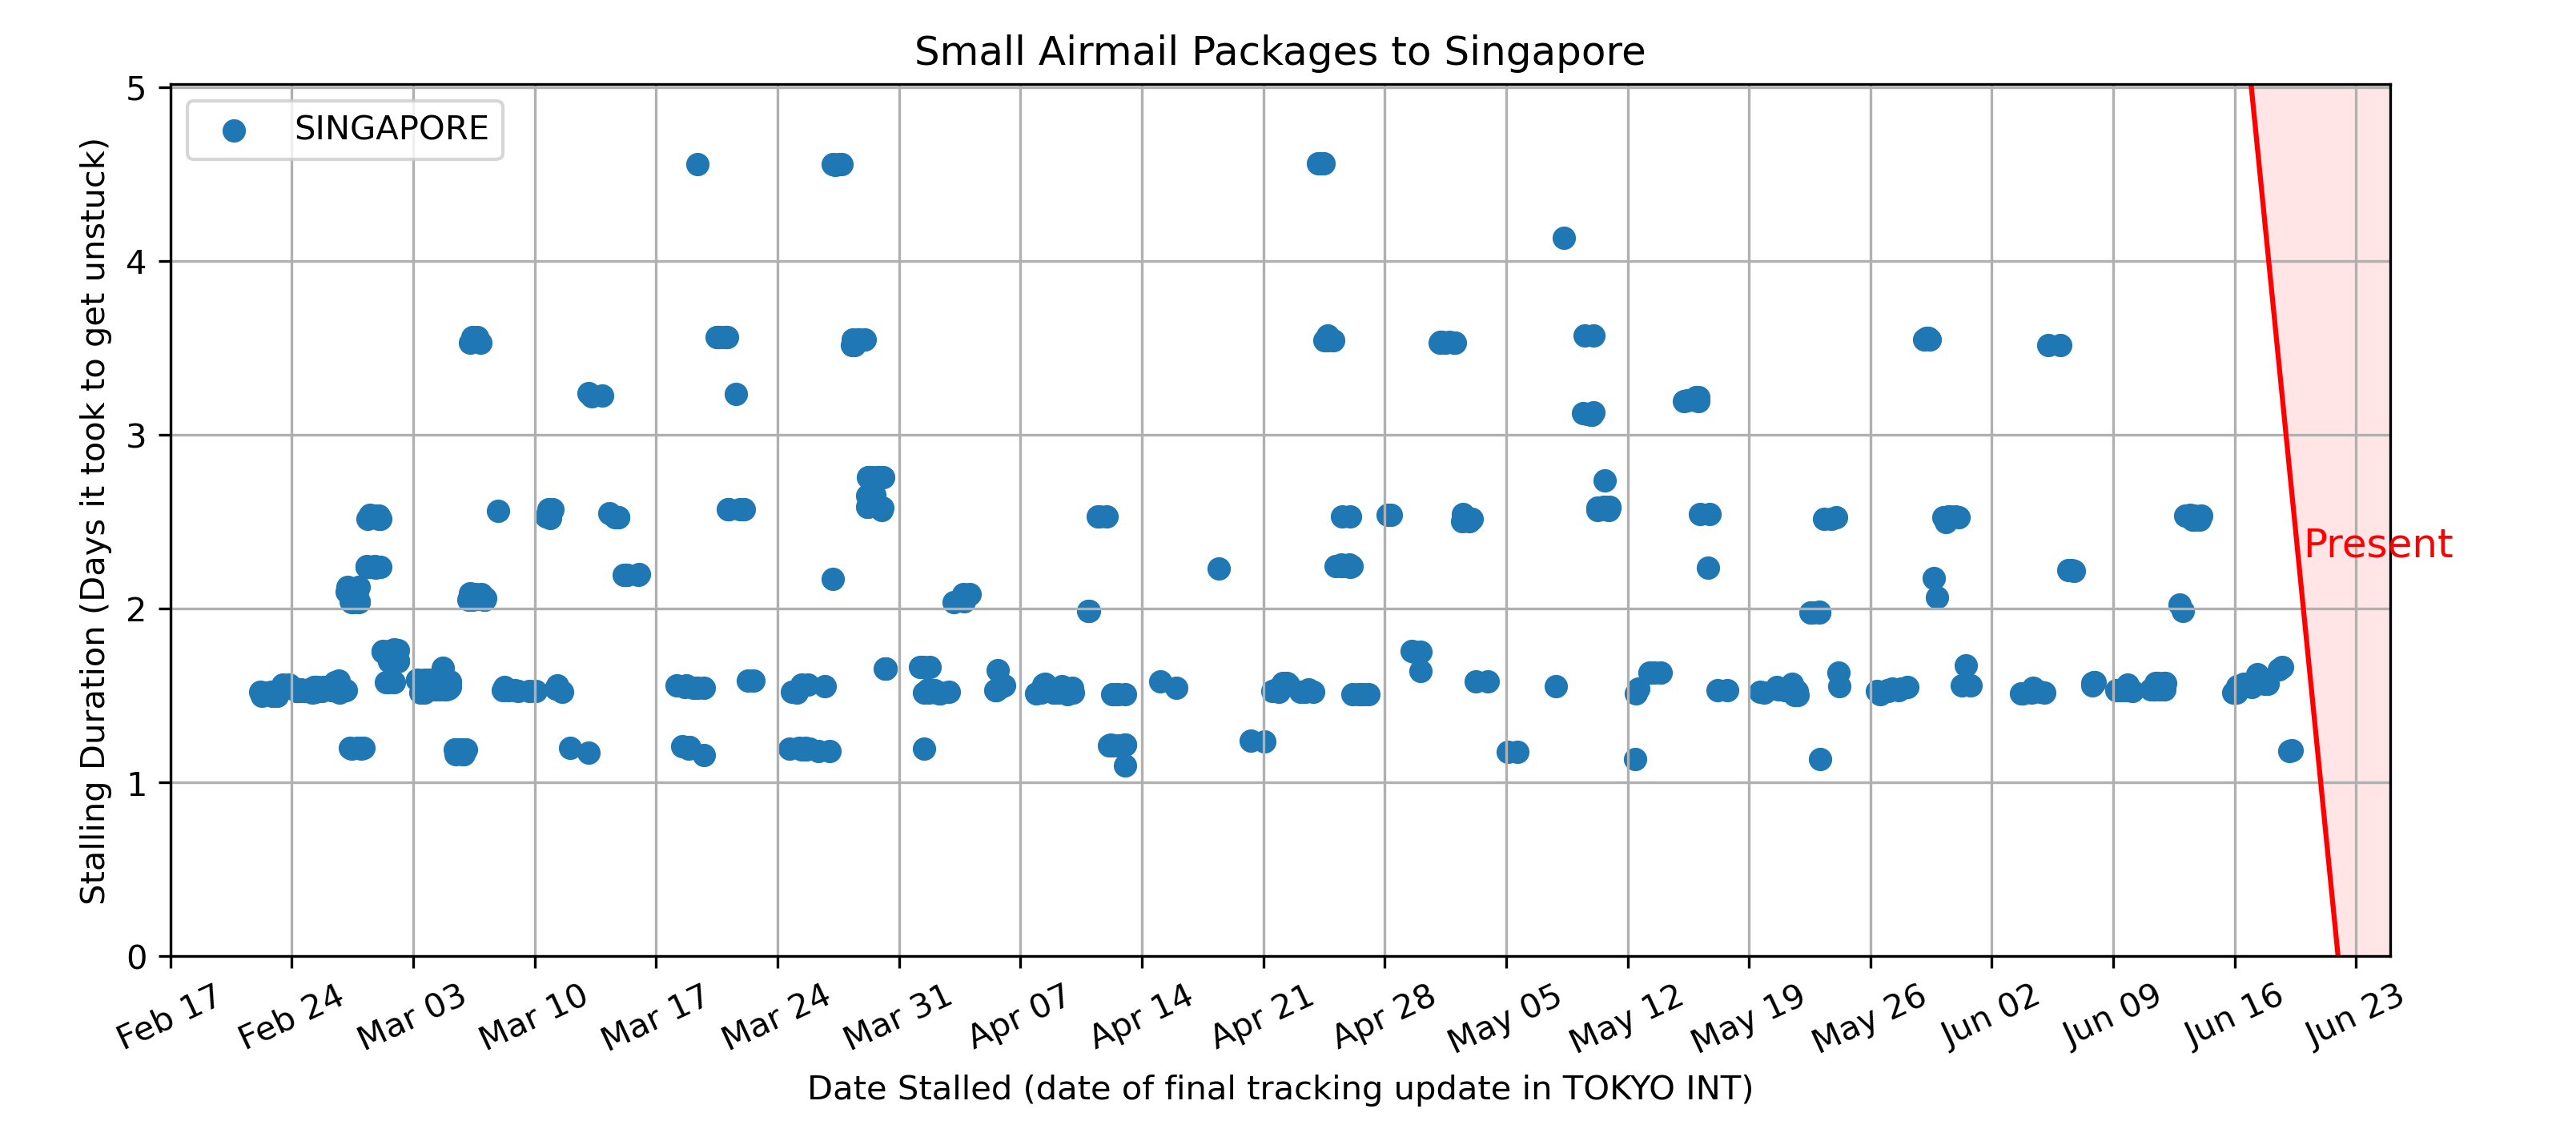 Small Airmail Packages to Singapore
SINGAPORE
Stalling Duration (Days it took to get unstuck)
5
4
3
2
1
0
Present
Feb 17
Feb 24
Mar 03
Mar 10
Mar 17
Mar 24
Mar 31
Apr 07
Apr 14
Apr 21
Apr 28
May 05
May 12
May 19
May 26
Jun 02
Jun 09
Jun 16
Jun 23
Date Stalled (date of final tracking update in TOKYO INT)